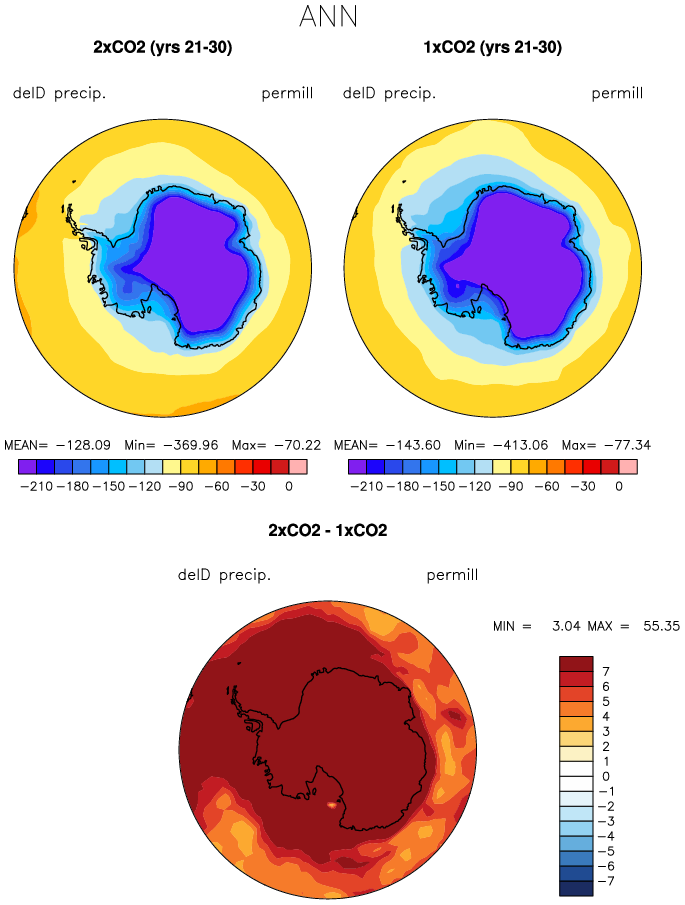 ANN
2xCO2 (yrs 21-30) 1xCO2 (yrs 21-30)
delD precip. permill delD precip. permill
MEAN= -128.09 Min= -369.96 Max= -70.22 MEAN= -143.60 Min= -413.06 Max= -77.34
-210 -180 -150 -120 -90 -60 -30 0 -210 -180 -150 -120 -90 -60 -30 0
2xCO2 - 1xCO2
delD precip. permill
MIN = 3.04 MAX = 55.35
7
6
5
4
3
2
1
0
-1
-2
-3
-4
-5
-6
-7